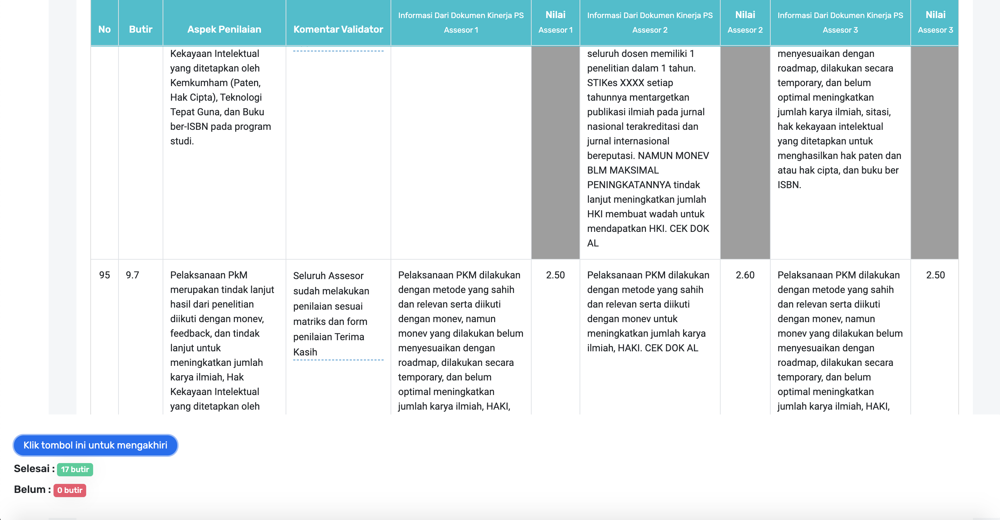 No
Butir
Aspek Penilaian
Komentar Validator
Informasi Dari Dokumen Kinerja PS
Assesor 1
Nilai
Assesor 1
Informasi Dari Dokumen Kinerja PS
Assesor 2
Nilai
Assesor 2
Informasi Dari Dokumen Kinerja PS
Assesor 3
Nilai
Assesor 3
Kekayaan Intelektual
yang ditetapkan oleh
Kemkumham (Paten,
Hak Cipta), Teknologi
Tepat Guna, dan Buku
ber-ISBN pada program
studi.
seluruh dosen memiliki 1
penelitian dalam 1 tahun.
STIKes XXXX setiap
tahunnya mentargetkan
publikasi ilmiah pada jurnal
nasional terakreditasi dan
jurnal internasional
bereputasi. NAMUN MONEV
BLM MAKSIMAL
PENINGKATANNYA tindak
lanjut meningkatkan jumlah
HKI membuat wadah untuk
mendapatkan HKI. CEK DOK
AL
menyesuaikan dengan
roadmap, dilakukan secara
temporary, dan belum
optimal meningkatkan
jumlah karya ilmiah, sitasi,
hak kekayaan intelektual
yang ditetapkan untuk
menghasilkan hak paten dan
atau hak cipta, dan buku ber
ISBN.
95
9.7
Pelaksanaan PkM
merupakan tindak lanjut
hasil dari penelitian
diikuti dengan monev,
feedback, dan tindak
lanjut untuk
meningkatkan jumlah
karya ilmiah, Hak
Kekayaan Intelektual
yang ditetapkan oleh
Seluruh Assesor
sudah melakukan
penilaian sesuai
matriks dan form
penilaian Terima
Kasih
Pelaksanaan PKM dilakukan
dengan metode yang sahih
dan relevan serta diikuti
dengan monev, namun
monev yang dilakukan belum
menyesuaikan dengan
roadmap, dilakukan secara
temporary, dan belum
optimal meningkatkan
jumlah karya ilmiah, HAKI,
2.50
Pelaksanaan PKM dilakukan
dengan metode yang sahih
dan relevan serta diikuti
dengan monev untuk
meningkatkan jumlah karya
ilmiah, HAKI. CEK DOK AL
2.60
Pelaksanaan PKM dilakukan
dengan metode yang sahih
dan relevan serta diikuti
dengan monev, namun
monev yang dilakukan belum
menyesuaikan dengan
roadmap, dilakukan secara
temporary, dan belum
optimal meningkatkan
jumlah karya ilmiah, HAKI,
2.50
Klik tombol ini untuk mengakhiri
Selesai : 17 butir
Belum : 0 butir